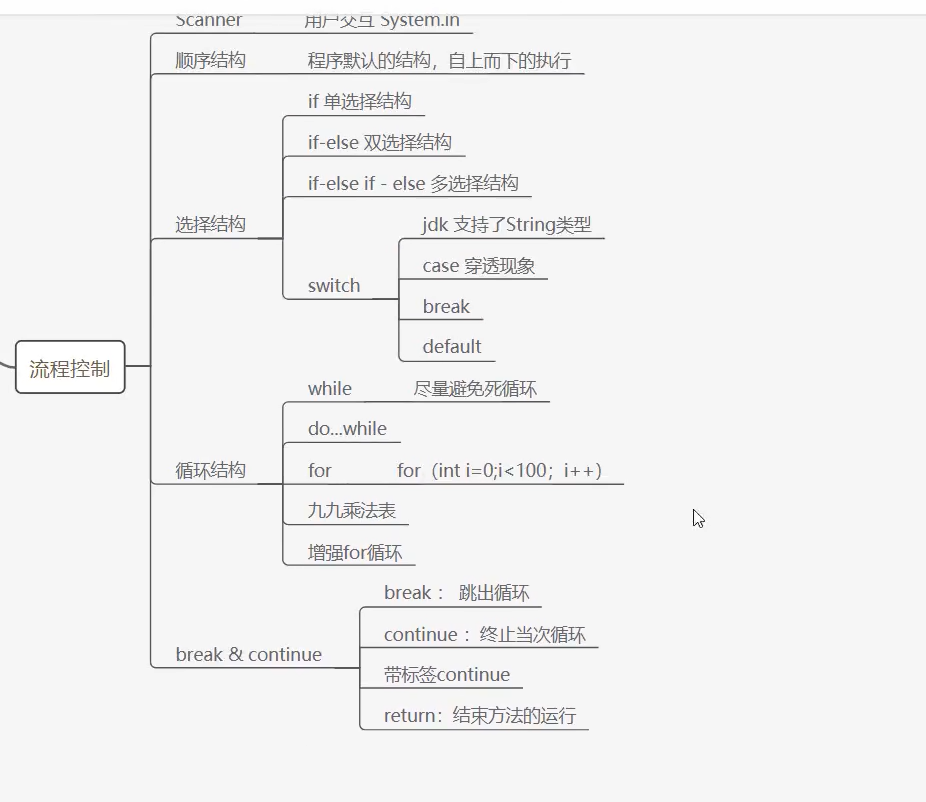 Scanner 用户交互 System.in
顺序结构 程序默认的结构，自上而下的执行
if 单选择结构
if-else 双选择结构
if-else if - else 多选择结构
选择结构
jdk 支持了String类型
case 穿透现象
switch
break
default
流程控制
while 尽量避免死循环
do...while
循环结构
for for（int i=0;i<100；i++）
九九乘法表
增强for循环
break： 跳出循环
continue ：终止当次循环
break & continue
带标签continue
return：结束方法的运行